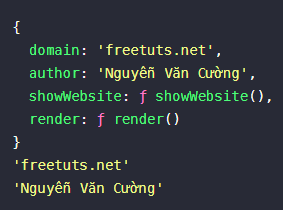 {
domain: 'freetuts.net',
author: 'Nguyễn Văn Cường',
showWebsite: ƒ showWebsite(),
render: ƒ render()
}
'freetuts.net'
'Nguyễn Văn Cường'